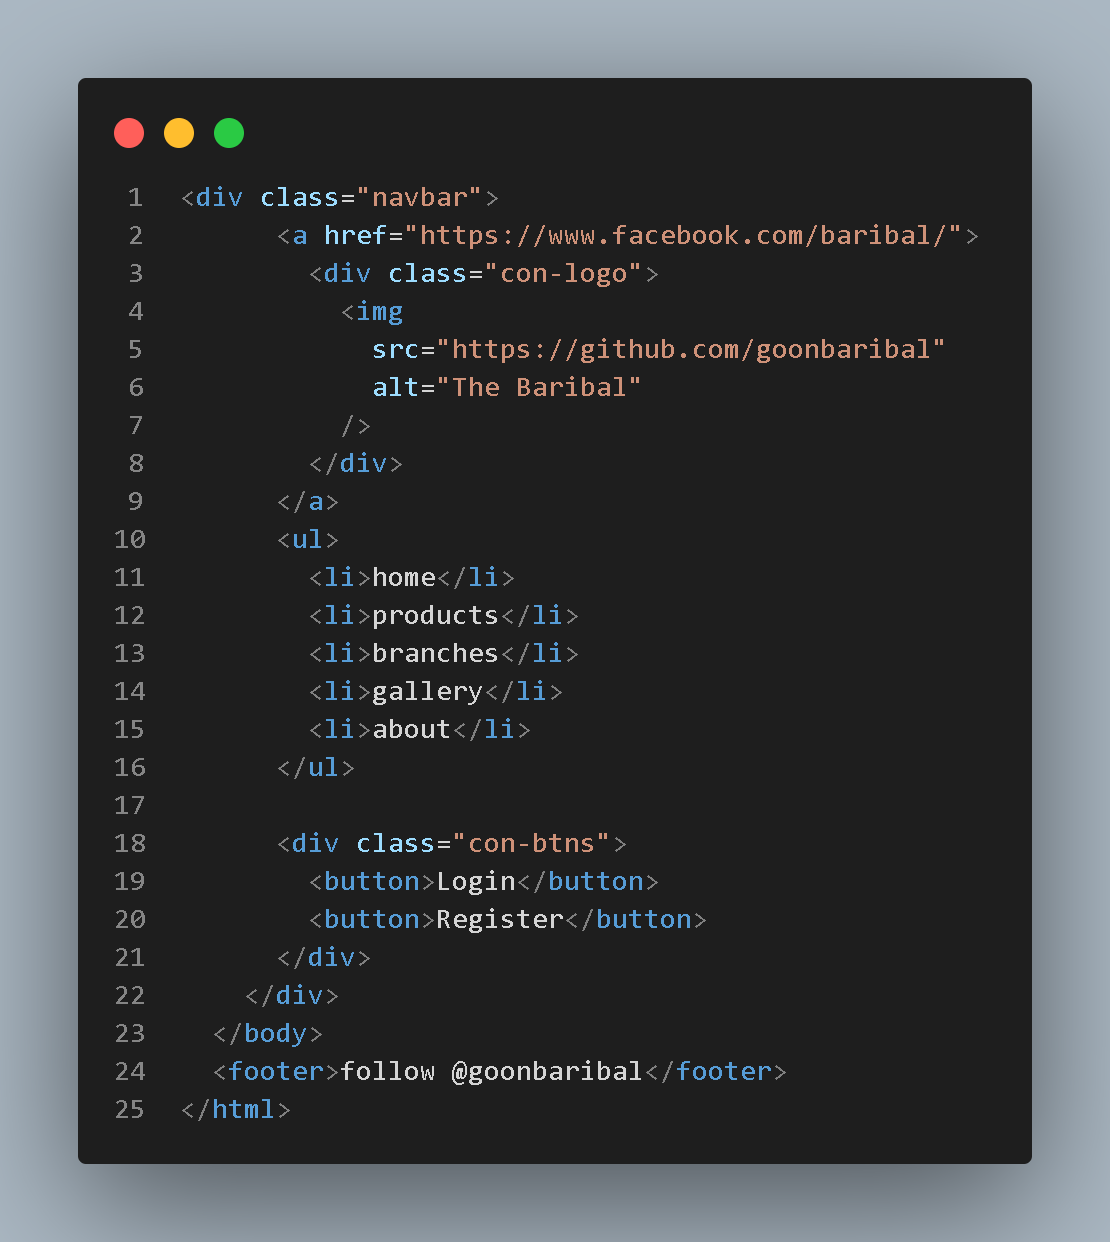 1 <div class="navbar">
2       <a href="https://www.facebook.com/baribal/">
3         <div class="con-logo">
4           <img
5             src="https://github.com/goonbaribal"
6             alt="The Baribal"
7           />
8         </div>
9       </a>
10       <ul>
11         <li>home</li>
12         <li>products</li>
13         <li>branches</li>
14         <li>gallery</li>
15         <li>about</li>
16       </ul>
17
18       <div class="con-btns">
19         <button>Login</button>
20         <button>Register</button>
21       </div>
22     </div>
23   </body>
24   <footer>follow @goonbaribal</footer>
25 </html>